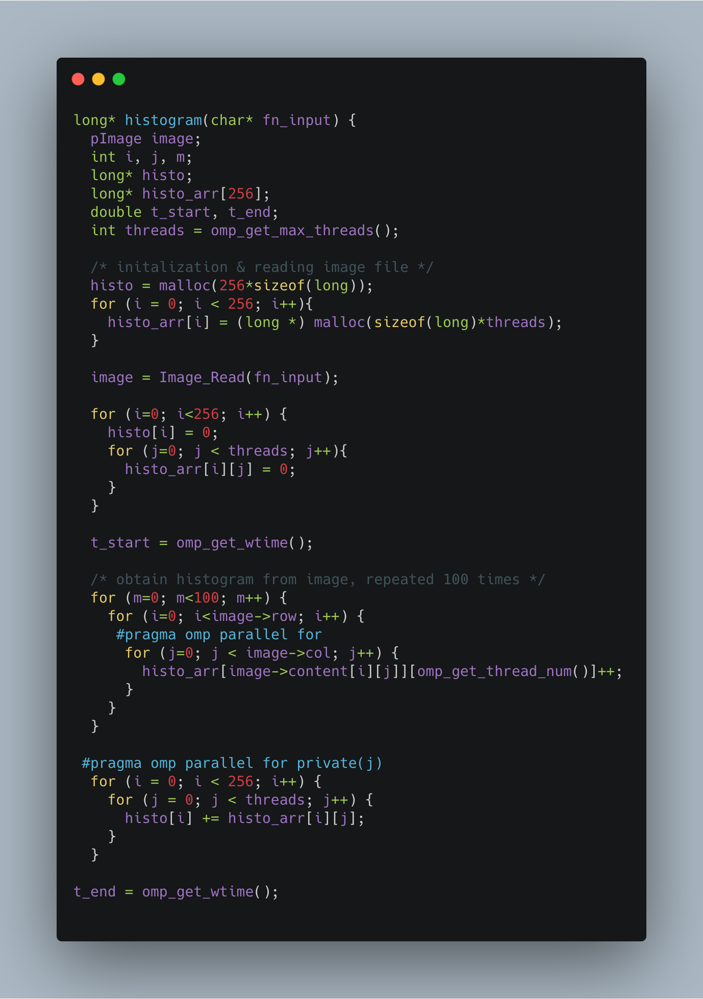 long* histogram(char* fn_input) {
  pImage image;
  int i, j, m;
  long* histo;
  long* histo_arr[256];
  double t_start, t_end;
  int threads = omp_get_max_threads();

  /* initalization & reading image file */
  histo = malloc(256*sizeof(long));
  for (i = 0; i < 256; i++){
    histo_arr[i] = (long *) malloc(sizeof(long)*threads);
  }

  image = Image_Read(fn_input);

  for (i=0; i<256; i++) {
    histo[i] = 0;
    for (j=0; j < threads; j++){
      histo_arr[i][j] = 0;
    }
  }

  t_start = omp_get_wtime();

  /* obtain histogram from image, repeated 100 times */
  for (m=0; m<100; m++) {
    for (i=0; i<image->row; i++) {
     #pragma omp parallel for
      for (j=0; j < image->col; j++) {
        histo_arr[image->content[i][j]][omp_get_thread_num()]++;
      }
    }
  }

 #pragma omp parallel for private(j)
  for (i = 0; i < 256; i++) {
    for (j = 0; j < threads; j++) {
      histo[i] += histo_arr[i][j];
    }
  }

t_end = omp_get_wtime();